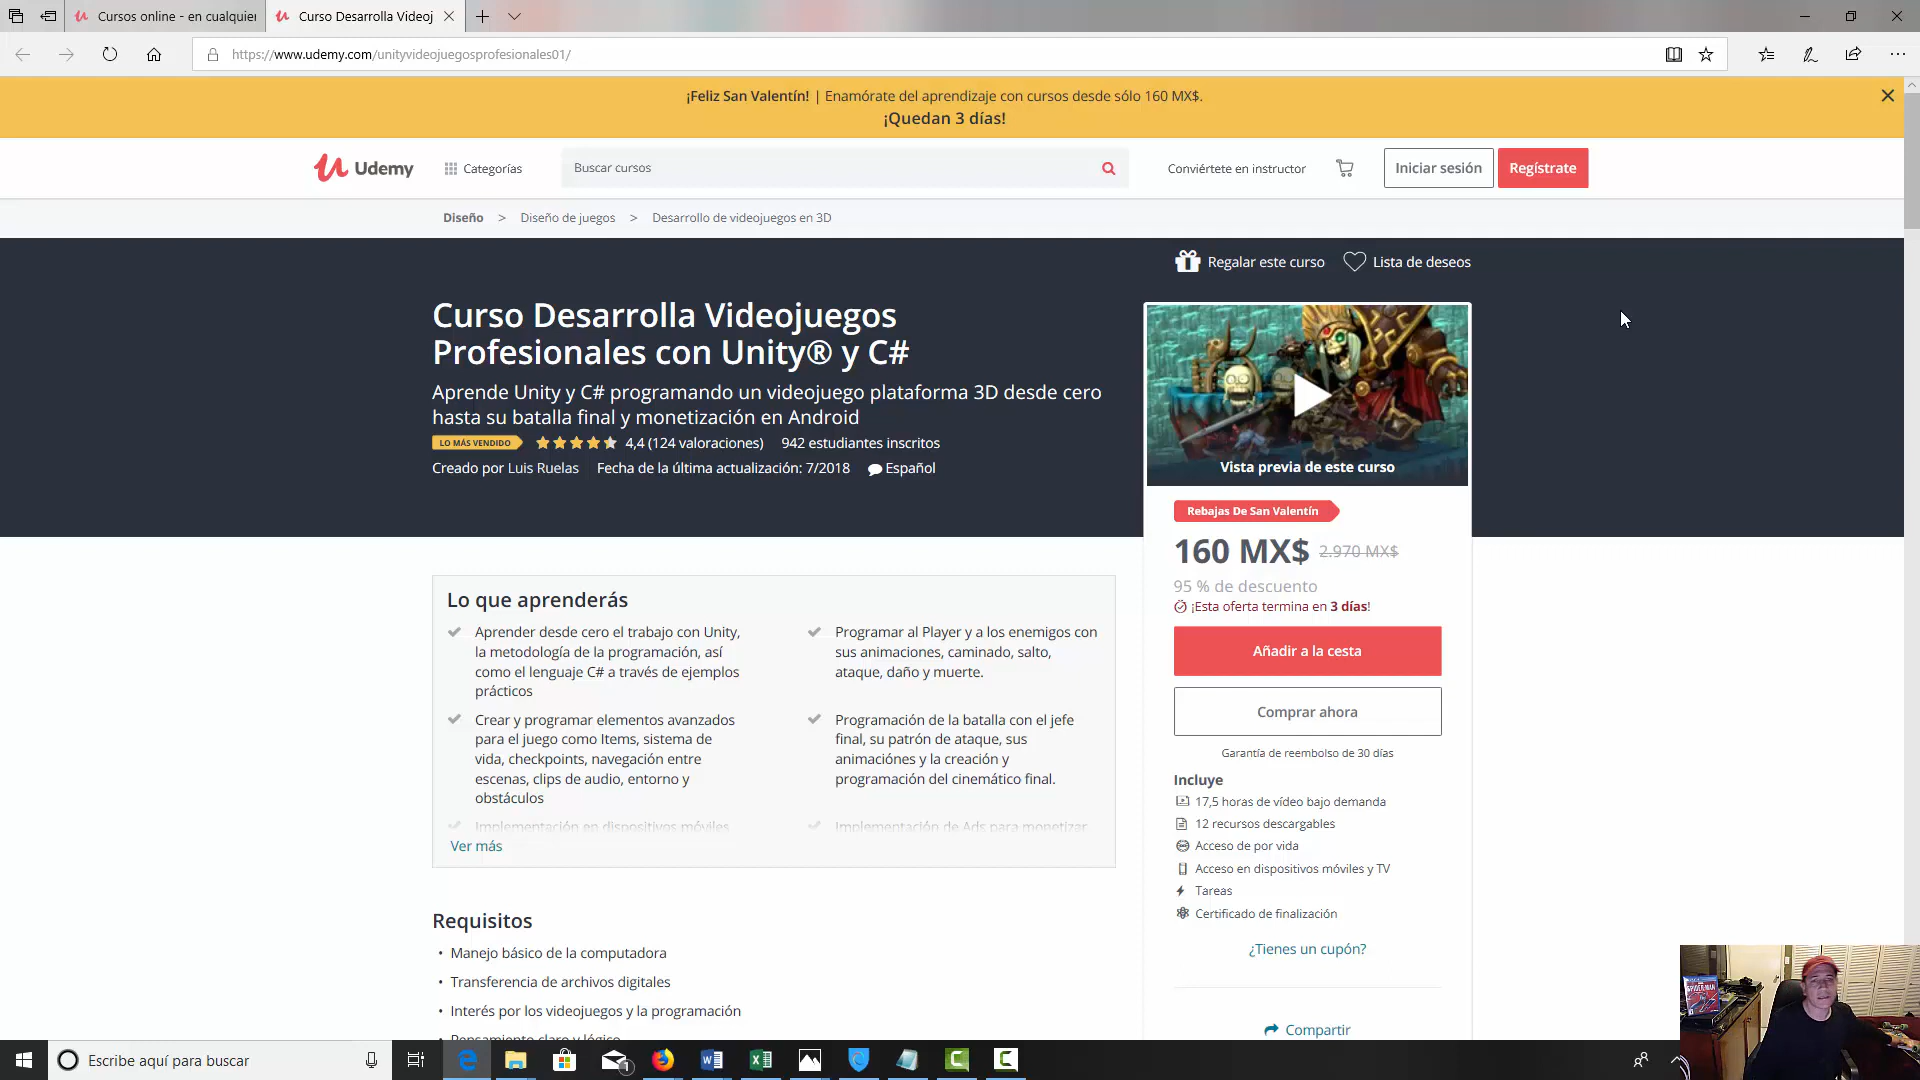 Cursos online - en cualquier
Curso Desarrolla Videoj
https://www.udemy.com/unityvideojuegosprofesionales01/
¡Feliz San Valentín! | Enamórate del aprendizaje con cursos desde sólo 160 MX$.
¡Quedan 3 días!
Udemy
Categorías
Buscar cursos
Conviértete en instructor
Iniciar sesión
Regístrate
Diseño > Diseño de juegos > Desarrollo de videojuegos en 3D
Regalar este curso
Lista de deseos
Curso Desarrolla Videojuegos
Profesionales con Unity® y C#
Aprende Unity y C# programando un videojuego plataforma 3D desde cero
hasta su batalla final y monetización en Android
LO MÁS VENDIDO 4,4 (124 valoraciones) 942 estudiantes inscritos
Creado por Luis Ruelas Fecha de la última actualización: 7/2018 Español
Vista previa de este curso
Rebajas De San Valentín
160 MX$ 2.970 MX$
95 % de descuento
¡Esta oferta termina en 3 días!
Añadir a la cesta
Comprar ahora
Garantía de reembolso de 30 días
Incluye
17,5 horas de vídeo bajo demanda
12 recursos descargables
Acceso de por vida
Acceso en dispositivos móviles y TV
Tareas
Certificado de finalización
¿Tienes un cupón?
Compartir
Lo que aprenderás
Aprender desde cero el trabajo con Unity,
la metodología de la programación, así
como el lenguaje C# a través de ejemplos
prácticos
Programar al Player y a los enemigos con
sus animaciones, caminado, salto,
ataque, daño y muerte.
Crear y programar elementos avanzados
para el juego como Items, sistema de
vida, checkpoints, navegación entre
escenas, clips de audio, entorno y
obstáculos
Programación de la batalla con el jefe
final, su patrón de ataque, sus
animaciónes y la creación y
programación del cinemático final.
Implementación en dispositivos móviles
Implementación de Ads para monetizar
Ver más
Requisitos
• Manejo básico de la computadora
• Transferencia de archivos digitales
• Interés por los videojuegos y la programación
• Pensamiento claro y lógico
SPIDER-MAN
Escribe aquí para buscar
1